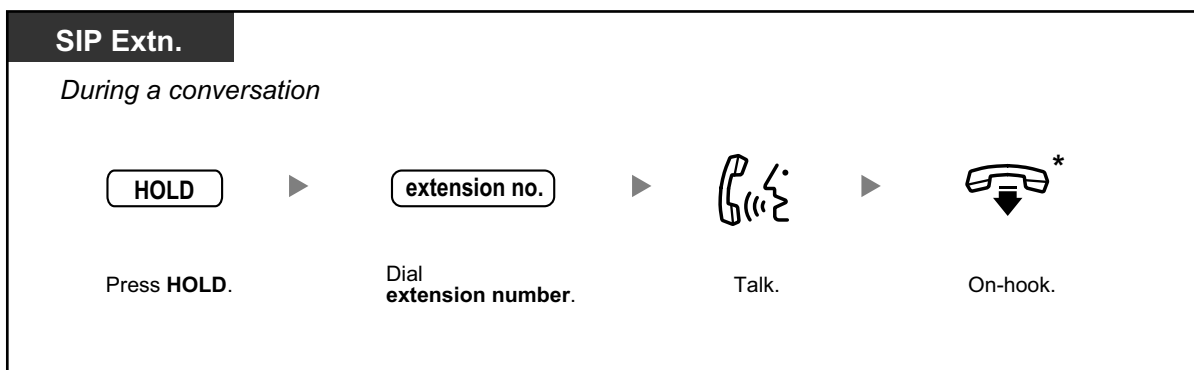 SIP Extn.
During a conversation
HOLD
extension no.
*
Press HOLD.
Dial
extension number.
Talk.
On-hook.